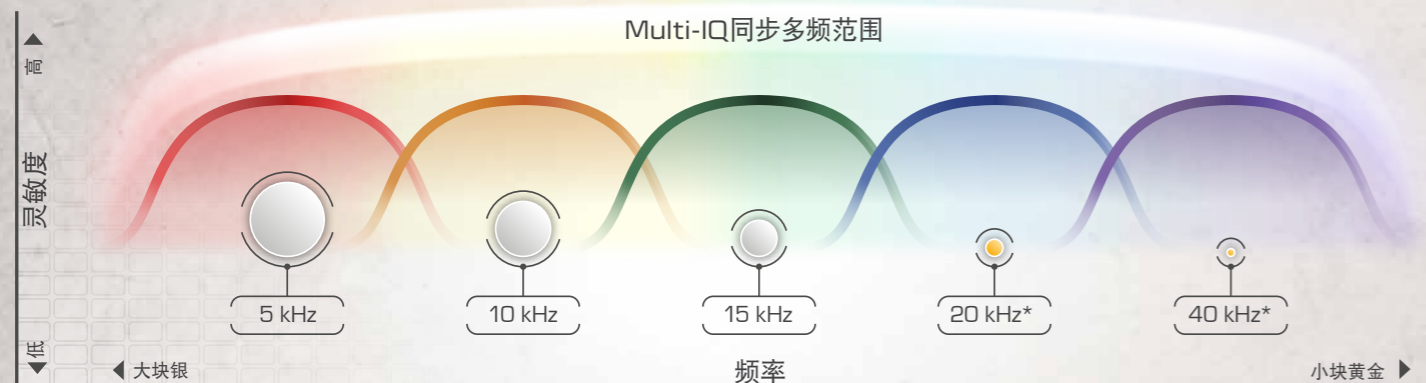 Multi-IQ同步多频范围
高
灵敏度
低
5 kHz
10 kHz
15 kHz
20 kHz*
40 kHz*
大块银
频率
小块黄金